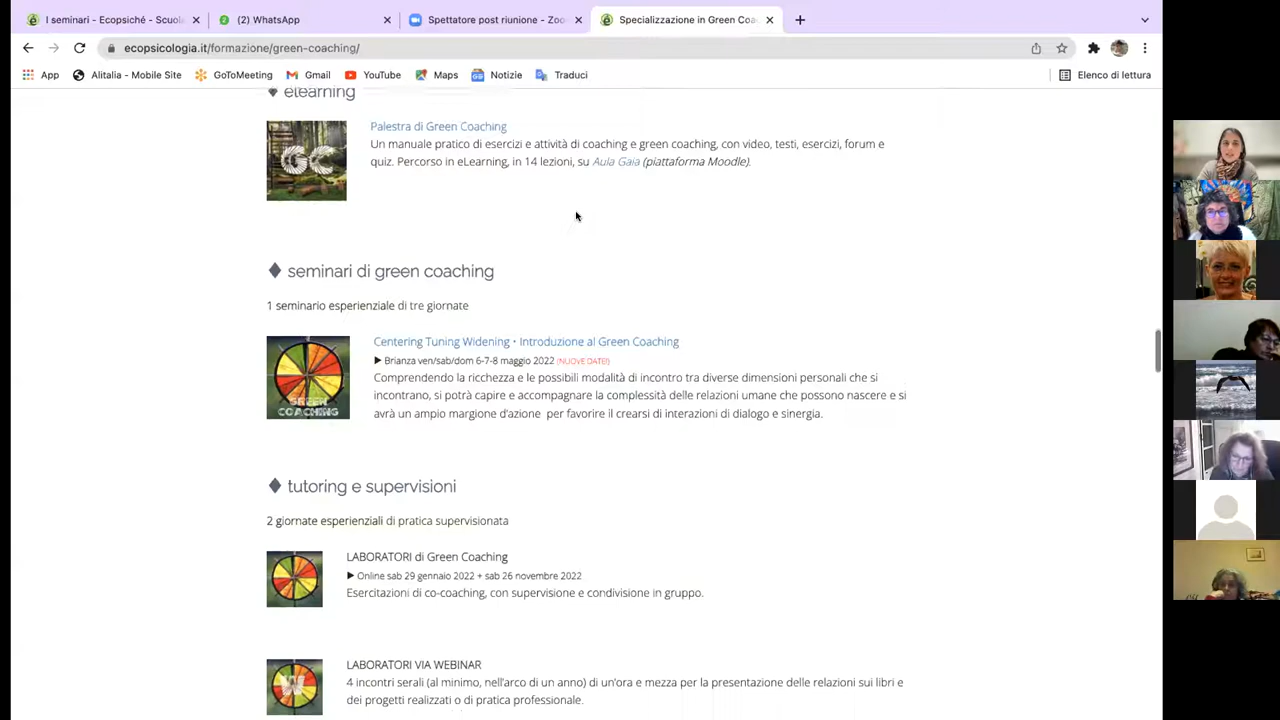 I seminari - Ecopsiché - Scuol
(2) WhatsApp
Spettatore post riunione - Zoo
Specializzazione in Green Coa
ecopsicologia.it/formazione/green-coaching/
App
Alitalia - Mobile Site
GoToMeeting
Gmail
YouTube
Maps
Notizie
Traduci
Elenco di lettura
elearning
Palestra di Green Coaching
Un manuale pratico di esercizi e attività di coaching e green coaching, con video, testi, esercizi, forum e
quiz. Percorso in eLearning, in 14 lezioni, su Aula Gaia (piattaforma Moodle).
GC
seminari di green coaching
1 seminario esperienziale di tre giornate
Centering Tuning Widening • Introduzione al Green Coaching
Brianza ven/sab/dom 6-7-8 maggio 2022 (NUOVE DATE!)
Comprendendo la ricchezza e le possibili modalità di incontro tra diverse dimensioni personali che si
incontrano, si potrà capire e accompagnare la complessità delle relazioni umane che possono nascere e si
avrà un ampio margine d'azione per favorire il crearsi di interazioni di dialogo e sinergia.
GREEN
COACHING
tutoring e supervisioni
2 giornate esperienziali di pratica supervisionata
LABORATORI di Green Coaching
Online sab 29 gennaio 2022 + sab 26 novembre 2022
Esercitazioni di co-coaching, con supervisione e condivisione in gruppo.
LABORATORI VIA WEBINAR
4 incontri serali (al minimo, nell'arco di un anno) di un'ora e mezza per la presentazione delle relazioni sui libri e
dei progetti realizzati o di pratica professionale.
W